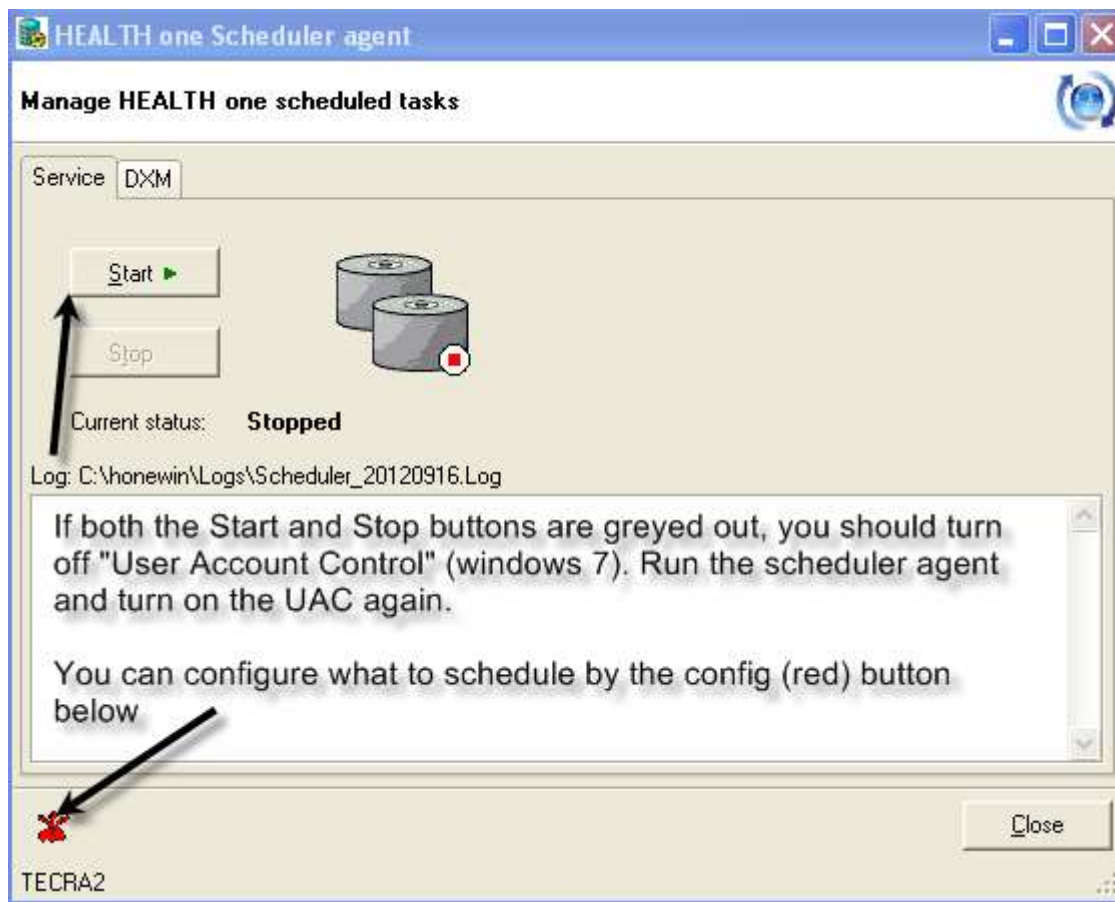 HEALTH one Scheduler agent
Manage HEALTH one scheduled tasks
Service DXM
Start
Stop
Current status: Stopped
Log: C:\honewin\Logs\Scheduler_20120916.Log
If both the Start and Stop buttons are greyed out, you should turn
off "User Account Control" (windows 7). Run the scheduler agent
and turn on the UAC again.
You can configure what to schedule by the config (red) button
below
Close
TECRA2